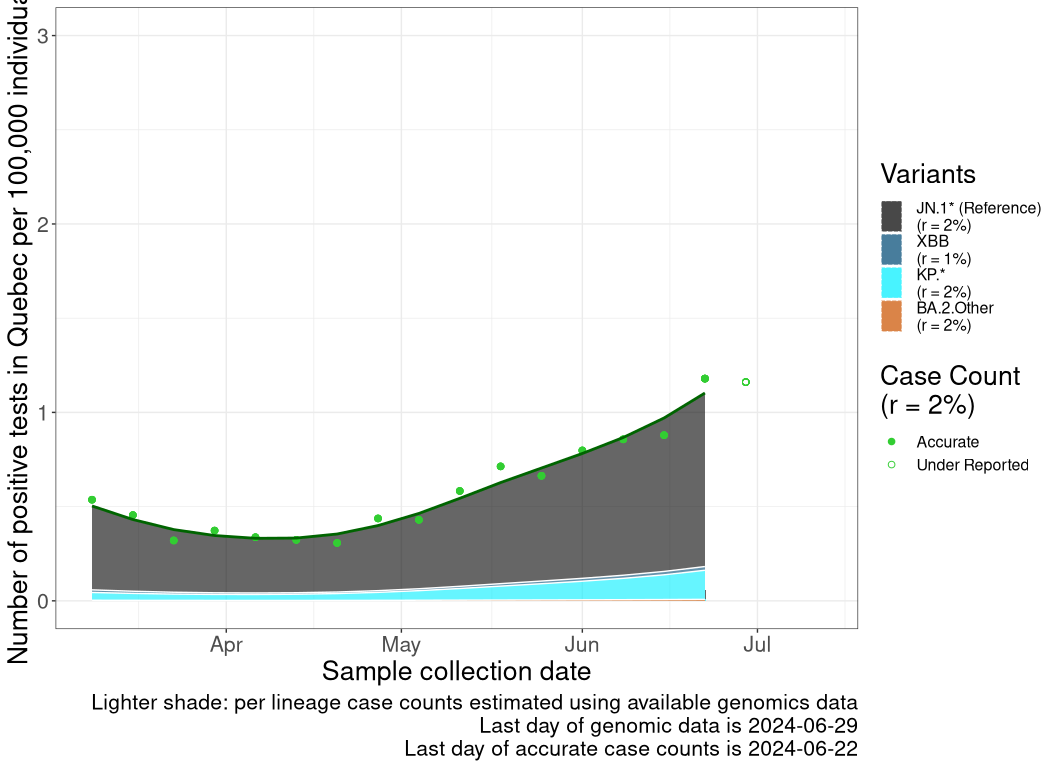 Number of positive tests in Quebec per 100,000
3
2
1
0
Apr
May
Jun
Jul
Sample collection date
Variants
JN.1* (Reference)
(r = 2%)
XBB
(r = 1%)
KP.*
(r = 2%)
BA.2.Other
(r = 2%)
Case Count
(r = 2%)
Accurate
Under Reported
Lighter shade: per lineage case counts estimated using available genomics data
Last day of genomic data is 2024-06-29
Last day of accurate case counts is 2024-06-22